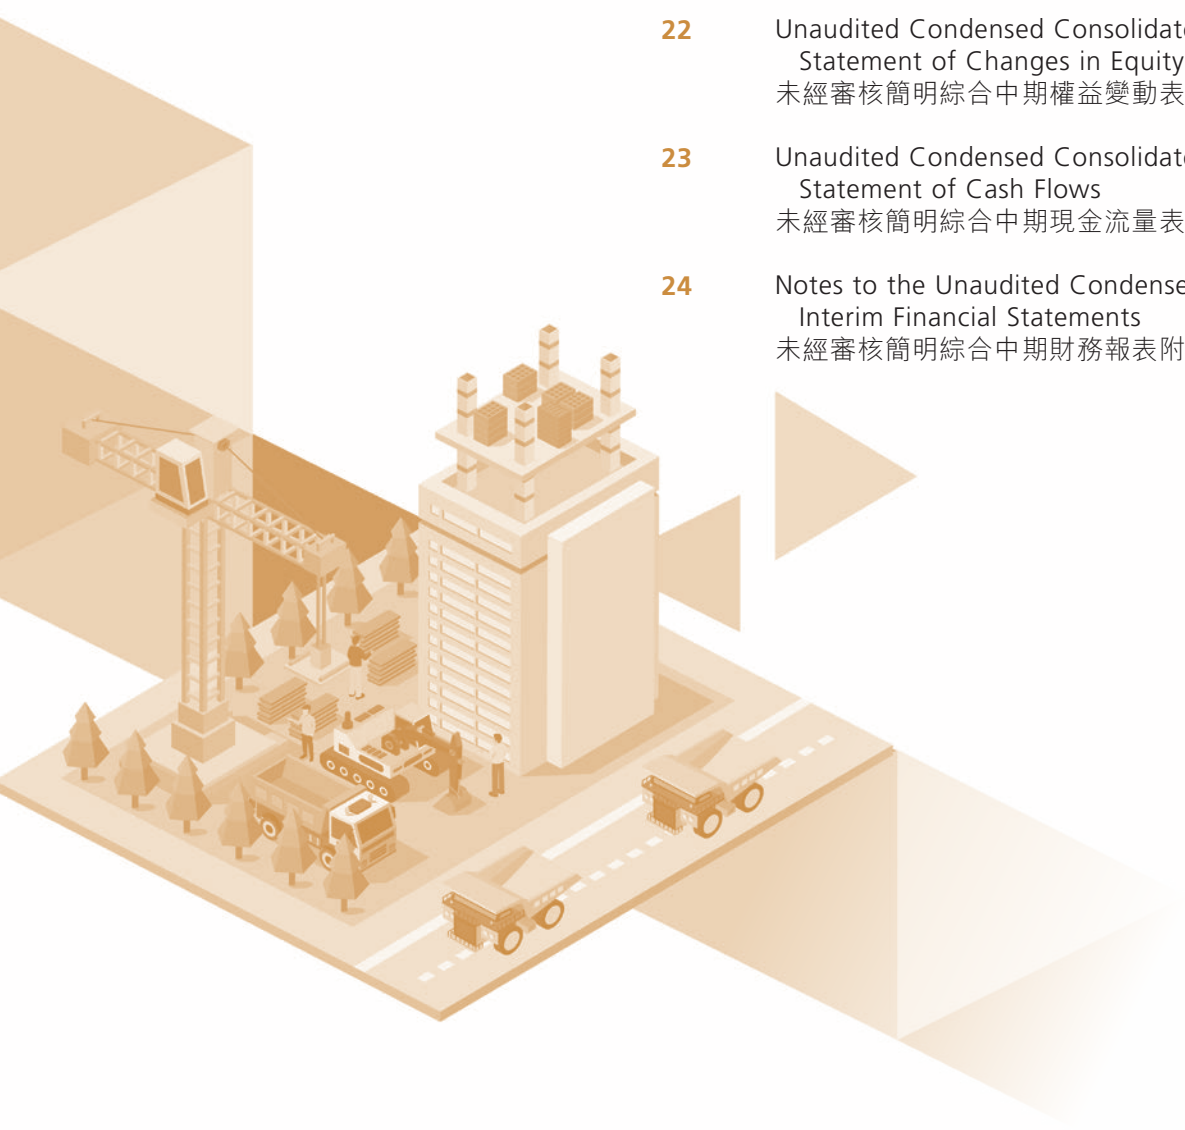 22 Unaudited Condensed Consolidate
Statement of Changes in Equity
未經審核簡明綜合中期權益變動表
23 Unaudited Condensed Consolidate
Statement of Cash Flows
未經審核簡明綜合中期現金流量表
24 Notes to the Unaudited Condense
Interim Financial Statements
未經審核簡明綜合中期財務報表附